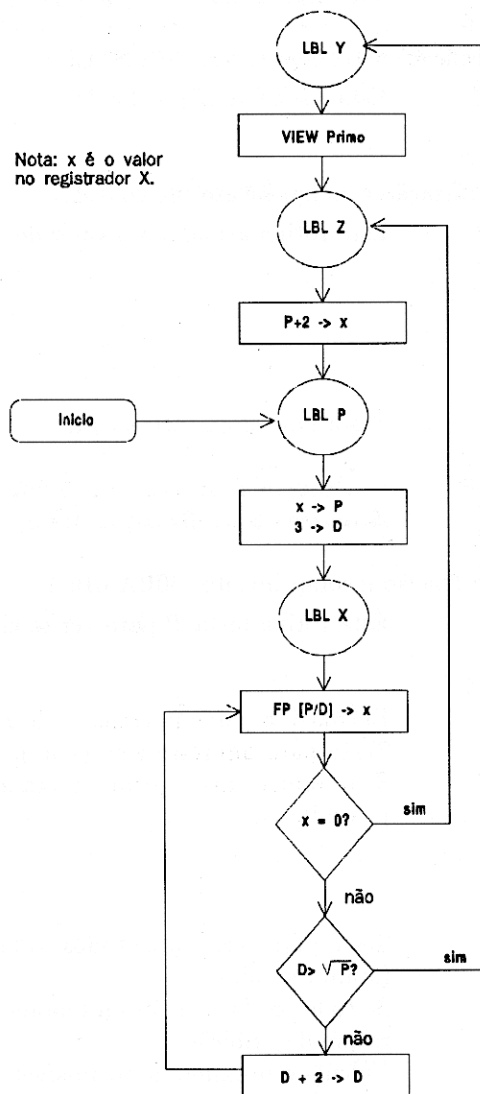 LBL Y
VIEW Primo
Nota: x é o valor
no registrador X.
LBL Z
P+2 -> x
Início
LBL P
x -> P
3 -> D
LBL X
FP [P/D] -> x
x = 0?
sim
não
D> √P?
sim
não
D + 2 -> D